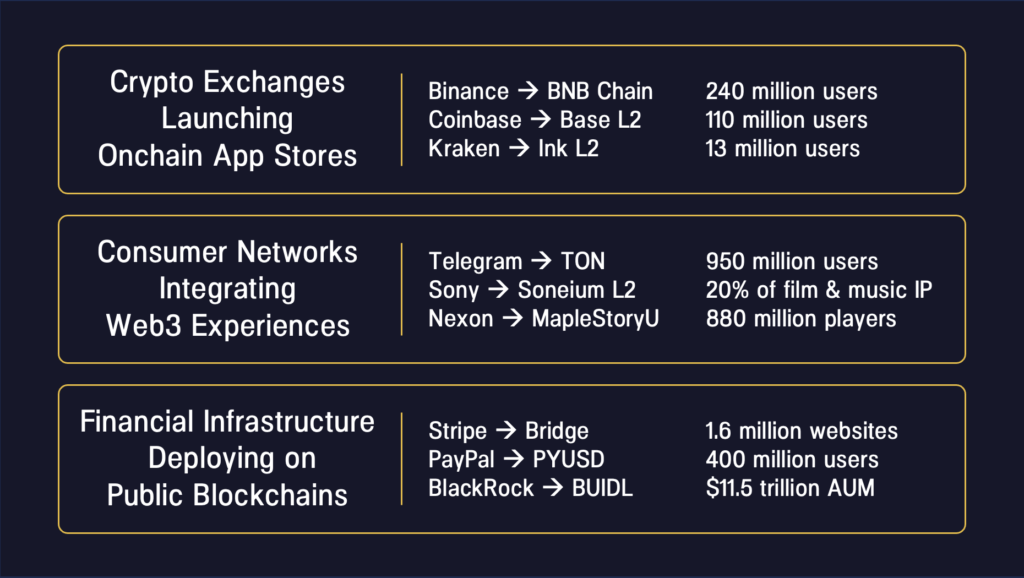 Crypto Exchanges
Launching
Onchain App Stores
Binance → BNB Chain 240 million users
Coinbase → Base L2 110 million users
Kraken → Ink L2 13 million users
Consumer Networks
Integrating
Web3 Experiences
Telegram → TON 950 million users
Sony → Soneium L2 20% of film & music IP
Nexon → MapleStoryU 880 million players
Financial Infrastructure
Deploying on
Public Blockchains
Stripe → Bridge 1.6 million websites
PayPal → PYUSD 400 million users
BlackRock → BUIDL $11.5 trillion AUM